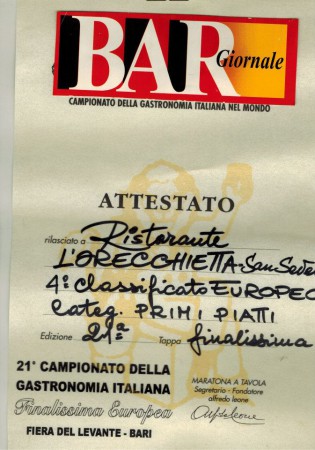 BAR
Giornale
CAMPIONATO DELLA GASTRONOMIA ITALIANA NEL MONDO
ATTESTATO
rilasciato a Ristorante
L'ORECCHIETTA-San Seve
4° classificato EUROPEO
categ. PRIMI PIATTI
Edizione 21ª Tappa finalissima
21° CAMPIONATO DELLA
GASTRONOMIA ITALIANA
Finalissima Europea
FIERA DEL LEVANTE - BARI
MARATONA A TAVOLA
Segretario - Fondatore
alfredo leone